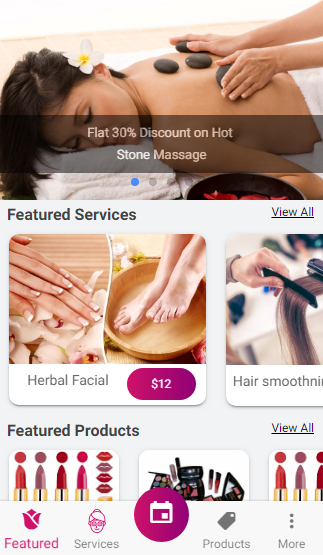 Flat 30% Discount on Hot
Stone Massage
Featured Services
View All
Herbal Facial
$12
Hair smoothnin
Featured Products
View All
Featured
Services
Products
More